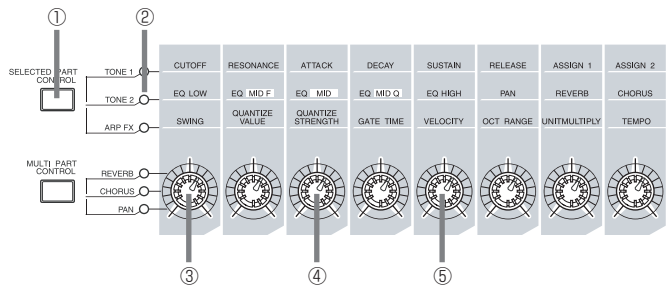 ① ②
CUTOFF RESONANCE ATTACK DECAY SUSTAIN RELEASE ASSIGN 1 ASSIGN 2
SELECTED PART
CONTROL
TONE 1
TONE 2
ARP FX
EQ LOW EQ MID F EQ MID EQ MID Q EQ HIGH PAN REVERB CHORUS
SWING QUANTIZE VALUE QUANTIZE STRENGTH GATE TIME VELOCITY OCT RANGE UNITMULTIPLY TEMPO
MULTI PART
CONTROL
REVERB
CHORUS
PAN
③ ④ ⑤